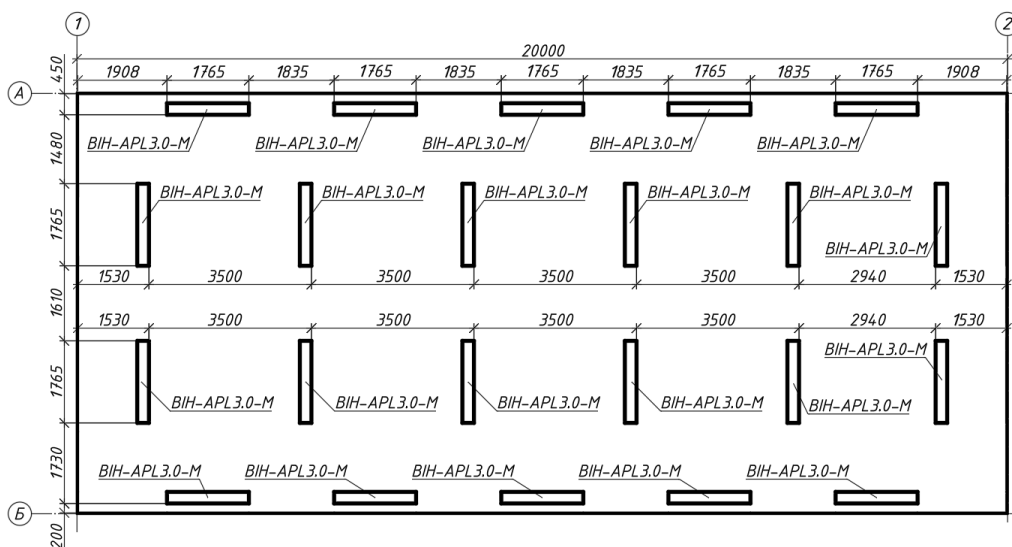 1 2
20000
450 1908 1765 1835 1765 1835 1765 1835 1765 1835 1765 1908
А
BIH-APL3.0-M BIH-APL3.0-M BIH-APL3.0-M BIH-APL3.0-M BIH-APL3.0-M
1480
BIH-APL3.0-M BIH-APL3.0-M BIH-APL3.0-M BIH-APL3.0-M BIH-APL3.0-M
1765
BIH-APL3.0-M
1530 3500 3500 3500 3500 2940 1530
1610
1530 3500 3500 3500 3500 2940 1530
BIH-APL3.0-M
1765
BIH-APL3.0-M BIH-APL3.0-M BIH-APL3.0-M BIH-APL3.0-M BIH-APL3.0-M
1730
BIH-APL3.0-M BIH-APL3.0-M BIH-APL3.0-M BIH-APL3.0-M BIH-APL3.0-M
Б
200